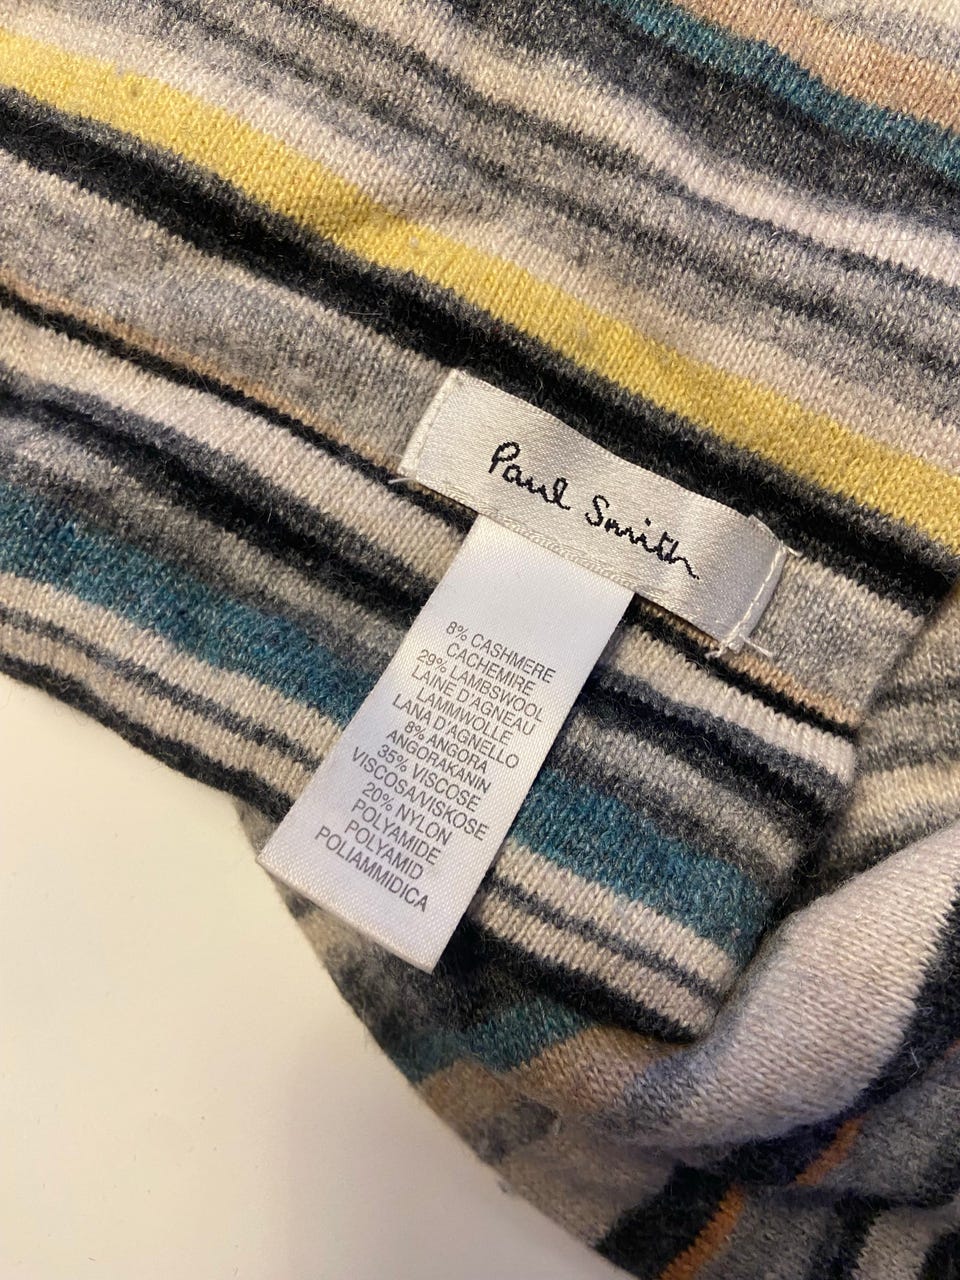 Paul Smith
8% CASHMERE
CACHEMIRE
29% LAMBSWOOL
LAINE D'AGNEAU
LAMMWOLLE
LANA D'AGNELLO
8% ANGORA
ANGORAKANIN
35% VISCOSE
VISCOSA/VISKOSE
20% NYLON
POLYAMIDE
POLYAMID
POLIAMMIDICA